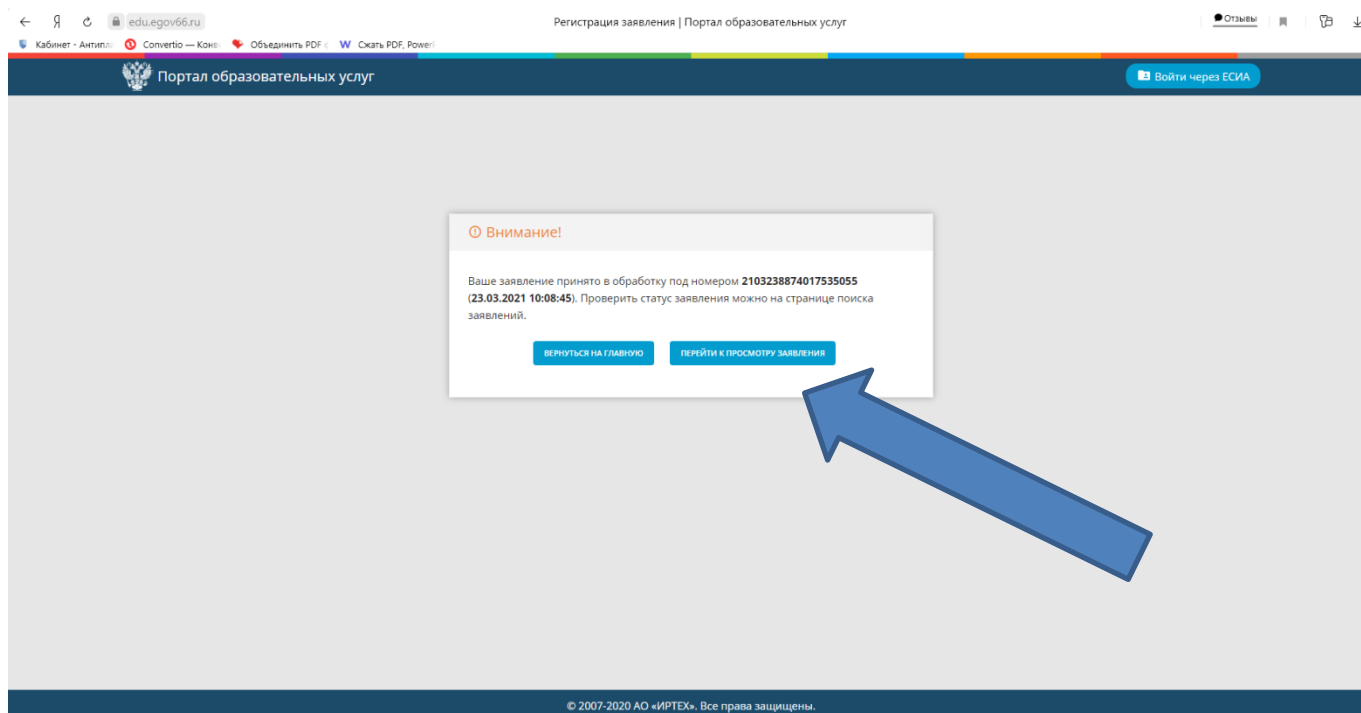 edu.egov66.ru
Регистрация заявления | Портал образовательных услуг
Отзывы
Кабинет - Антипл
Convertio — Конв
Объединить PDF с
Сжать PDF, Power
Портал образовательных услуг
Войти через ЕСИА
Внимание!
Ваше заявление принято в обработку под номером 2103238874017535055
(23.03.2021 10:08:45). Проверить статус заявления можно на странице поиска
заявлений.
ВЕРНУТЬСЯ НА ГЛАВНУЮ
ПЕРЕЙТИ К ПРОСМОТРУ ЗАЯВЛЕНИЯ
© 2007-2020 АО «ИРТЕХ». Все права защищены.